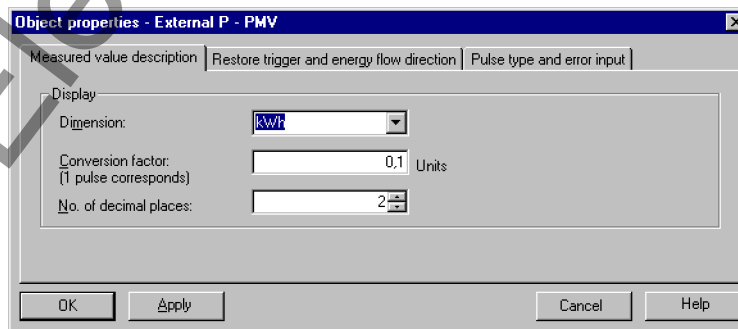 Object properties - External P - PMV
Measured value description Restore trigger and energy flow direction Pulse type and error input
Display
Dimension: kWh
Conversion factor: 0,1 Units
(1 pulse corresponds)
No. of decimal places: 2
OK Apply Cancel Help